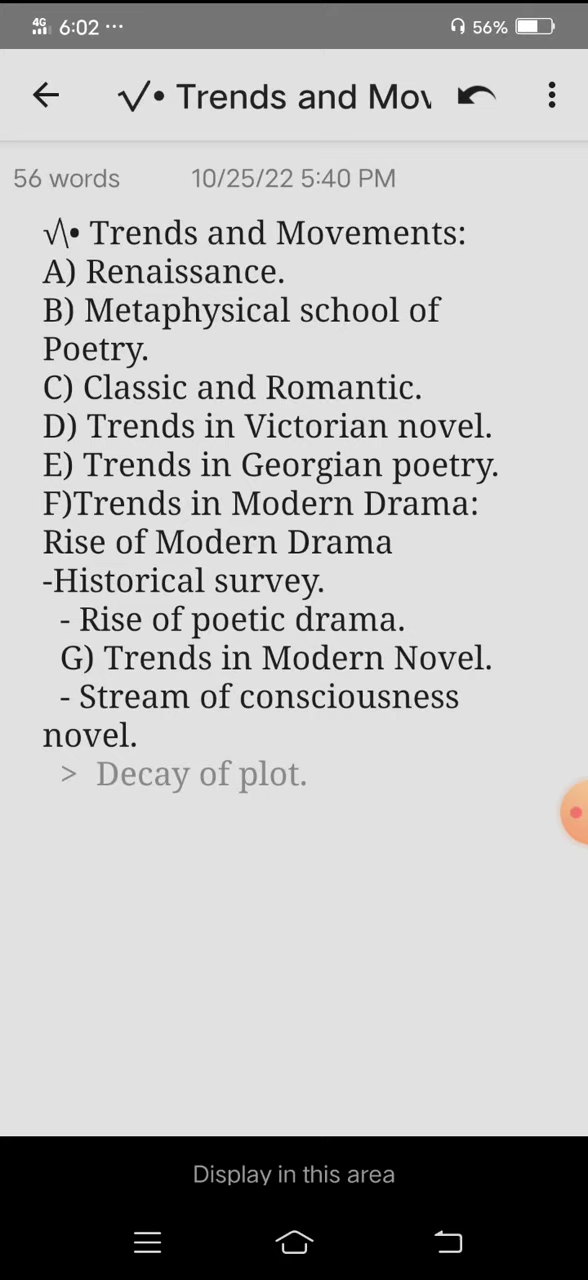 4G 6:02 ··· 56%
√• Trends and Mov
56 words 10/25/22 5:40 PM
√\• Trends and Movements:
A) Renaissance.
B) Metaphysical school of
Poetry.
C) Classic and Romantic.
D) Trends in Victorian novel.
E) Trends in Georgian poetry.
F)Trends in Modern Drama:
Rise of Modern Drama
-Historical survey.
- Rise of poetic drama.
G) Trends in Modern Novel.
- Stream of consciousness
novel.
> Decay of plot.
Display in this area